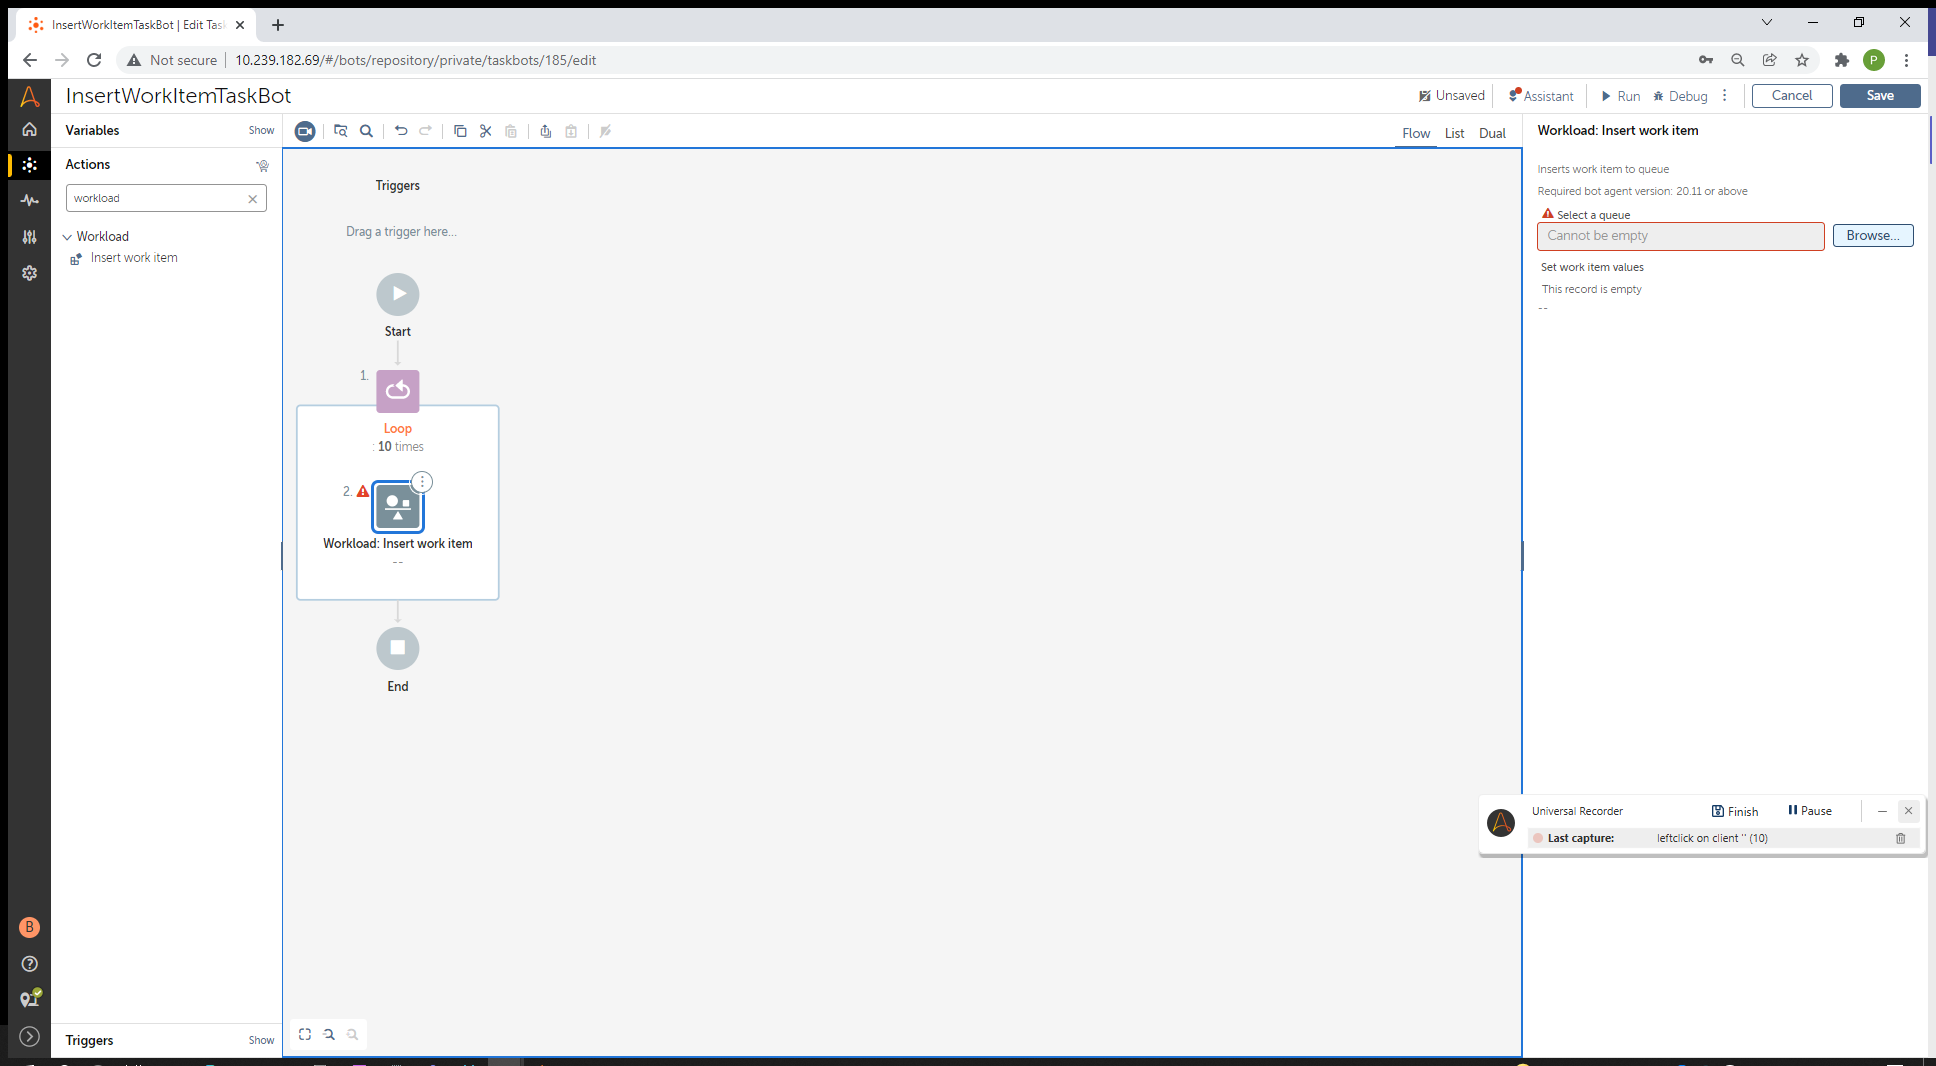 InsertWorkItemTaskBot | Edit Tas
Not secure
10.239.182.69/#/bots/repository/private/taskbots/185/edit
P
InsertWorkItemTaskBot
Unsaved
Assistant
Run
Debug
Cancel
Save
Variables
Show
Flow
List
Dual
Actions
workload
Workload
Insert work item
Triggers
Drag a trigger here...
Start
1.
Loop
: 10 times
2.
Workload: Insert work item
--
End
Workload: Insert work item
Inserts work item to queue
Required bot agent version: 20.11 or above
Select a queue
Cannot be empty
Browse...
Set work item values
This record is empty
--
Universal Recorder
Finish
Pause
Last capture:
leftclick on client '' (10)
B
Triggers
Show